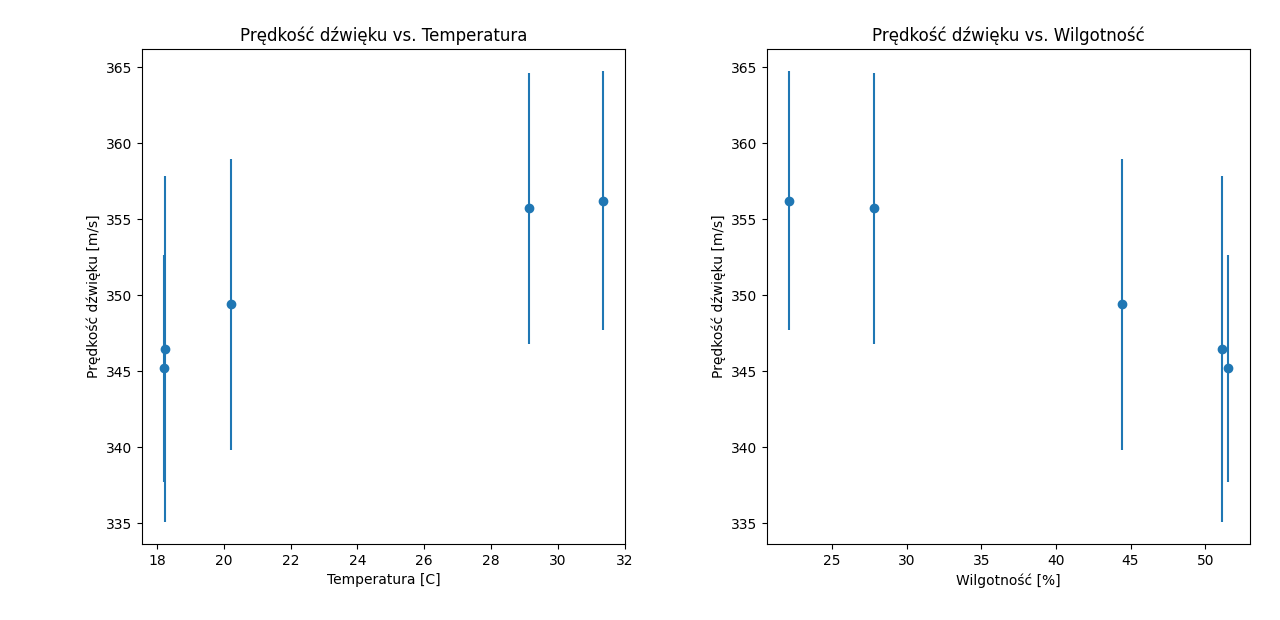 Prędkość dźwięku vs. Temperatura
365
360
355
350
345
340
335
Prędkość dźwięku [m/s]
18 20 22 24 26 28 30 32
Temperatura [C]
Prędkość dźwięku vs. Wilgotność
365
360
355
350
345
340
335
Prędkość dźwięku [m/s]
25 30 35 40 45 50
Wilgotność [%]